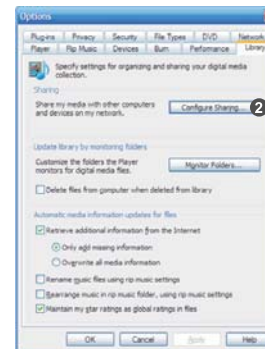 Options
Plug-ins Privacy Security File Types DVD Network
Player Rip Music Devices Burn Performance Library
Specify settings for organizing and sharing your digital media
collection.
Sharing
Share my media with other computers
and devices on my network.
Configure Sharing...
2
Update library by monitoring folders
Customize the folders the Player
monitors for digital media files.
Monitor Folders...
Delete files from computer when deleted from library
Automatic media information updates for files
Retrieve additional information from the Internet
Only add missing information
Overwrite all media information
Rename music files using rip music settings
Rearrange music in rip music folder, using rip music settings
Maintain my star ratings as global ratings in files
OK Cancel Apply Help